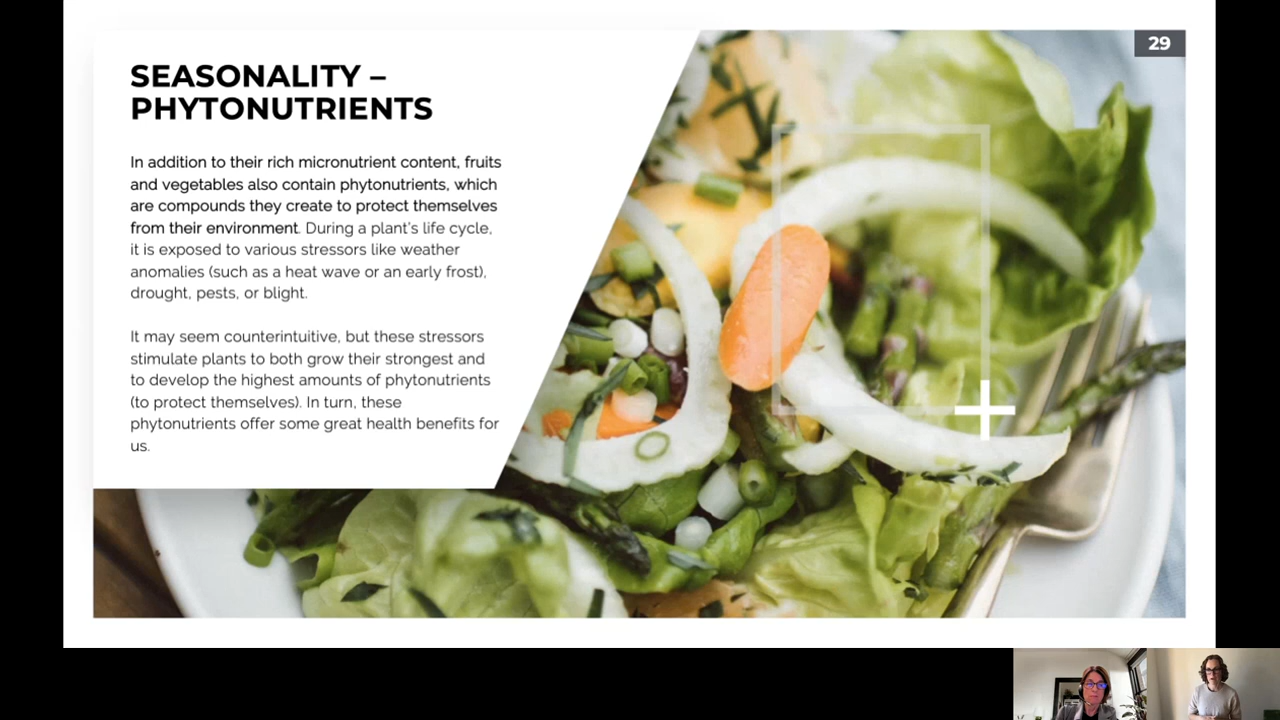 29
SEASONALITY –
PHYTONUTRIENTS
In addition to their rich micronutrient content, fruits
and vegetables also contain phytonutrients, which
are compounds they create to protect themselves
from their environment. During a plant's life cycle,
it is exposed to various stressors like weather
anomalies (such as a heat wave or an early frost),
drought, pests, or blight.
It may seem counterintuitive, but these stressors
stimulate plants to both grow their strongest and
to develop the highest amounts of phytonutrients
(to protect themselves). In turn, these
phytonutrients offer some great health benefits for
us.